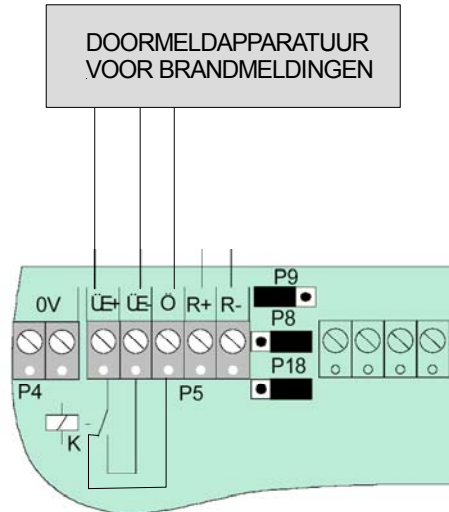 DOORMELDAPPARATUUR
VOOR BRANDMELDINGEN
P9
0V ÜE+ ÜE- Ö R+ R- P8
P18
P4 P5
K